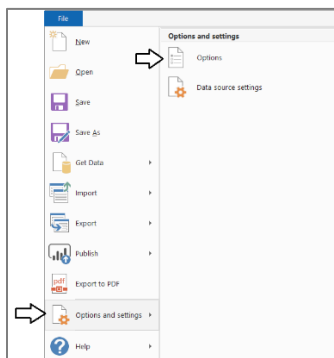 File
New
Open
Save
Save As
Get Data
Import
Export
Publish
pdf
Export to PDF
Options and settings
Help
Options and settings
Options
Data source settings